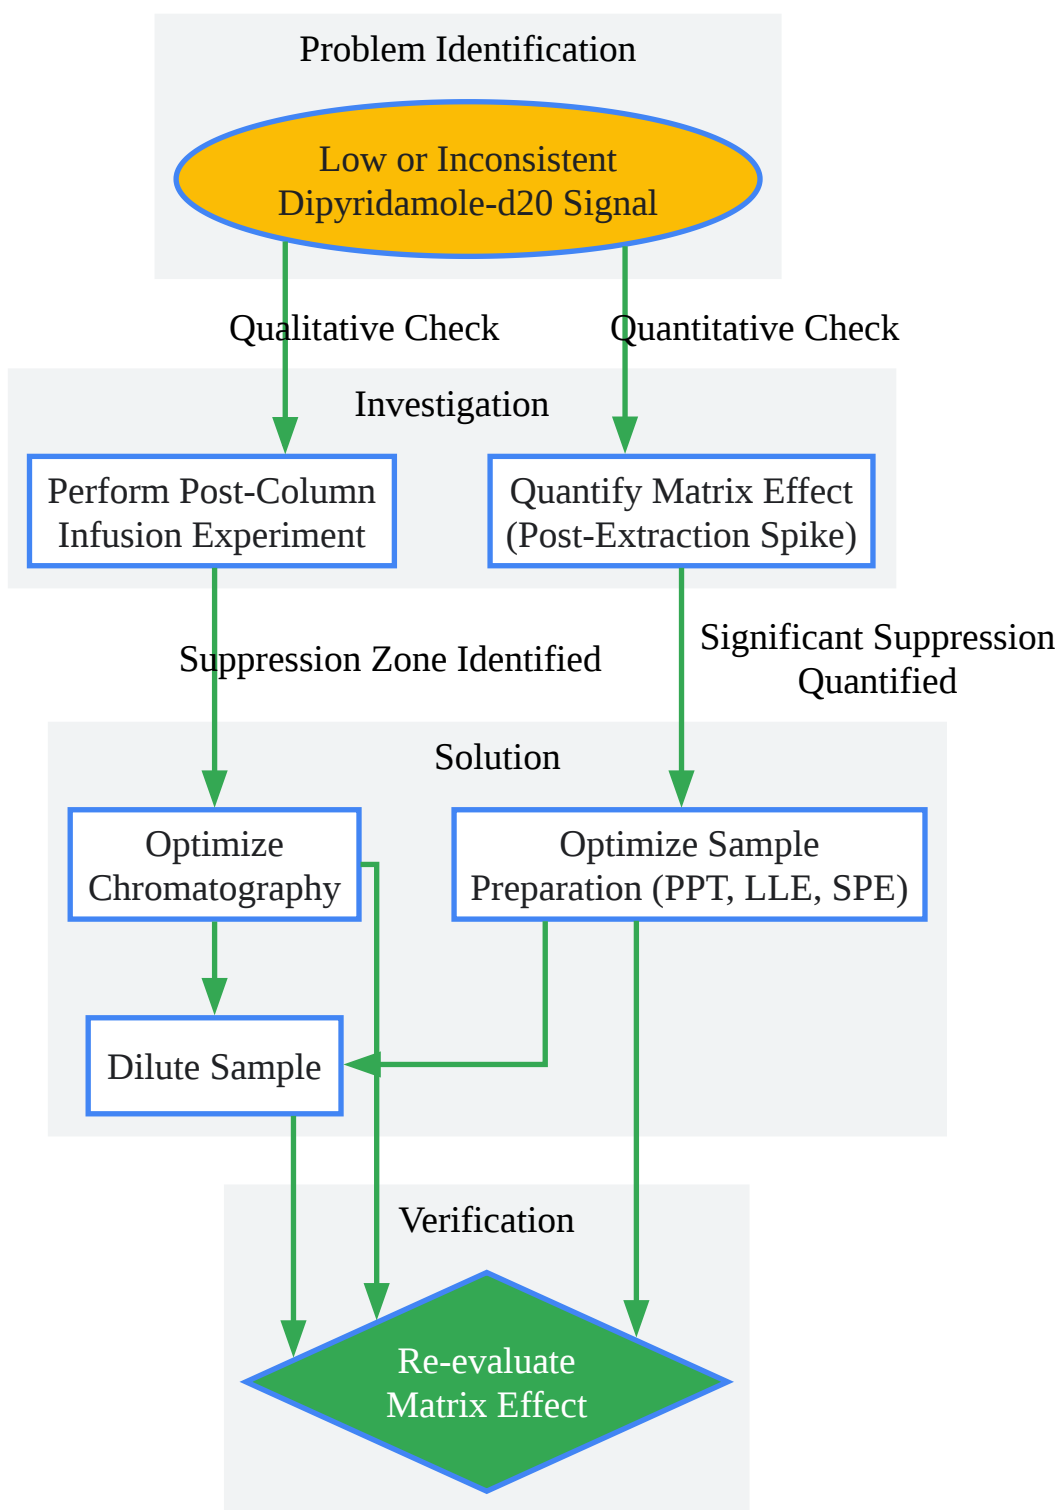 Problem Identification
Low or Inconsistent
Dipyridamole-d20 Signal
Qualitative Check
Quantitative Check
Investigation
Perform Post-Column
Infusion Experiment
Quantify Matrix Effect
(Post-Extraction Spike)
Suppression Zone Identified
Significant Suppression
Quantified
Solution
Optimize
Chromatography
Optimize Sample
Preparation (PPT, LLE, SPE)
Dilute Sample
Verification
Re-evaluate
Matrix Effect